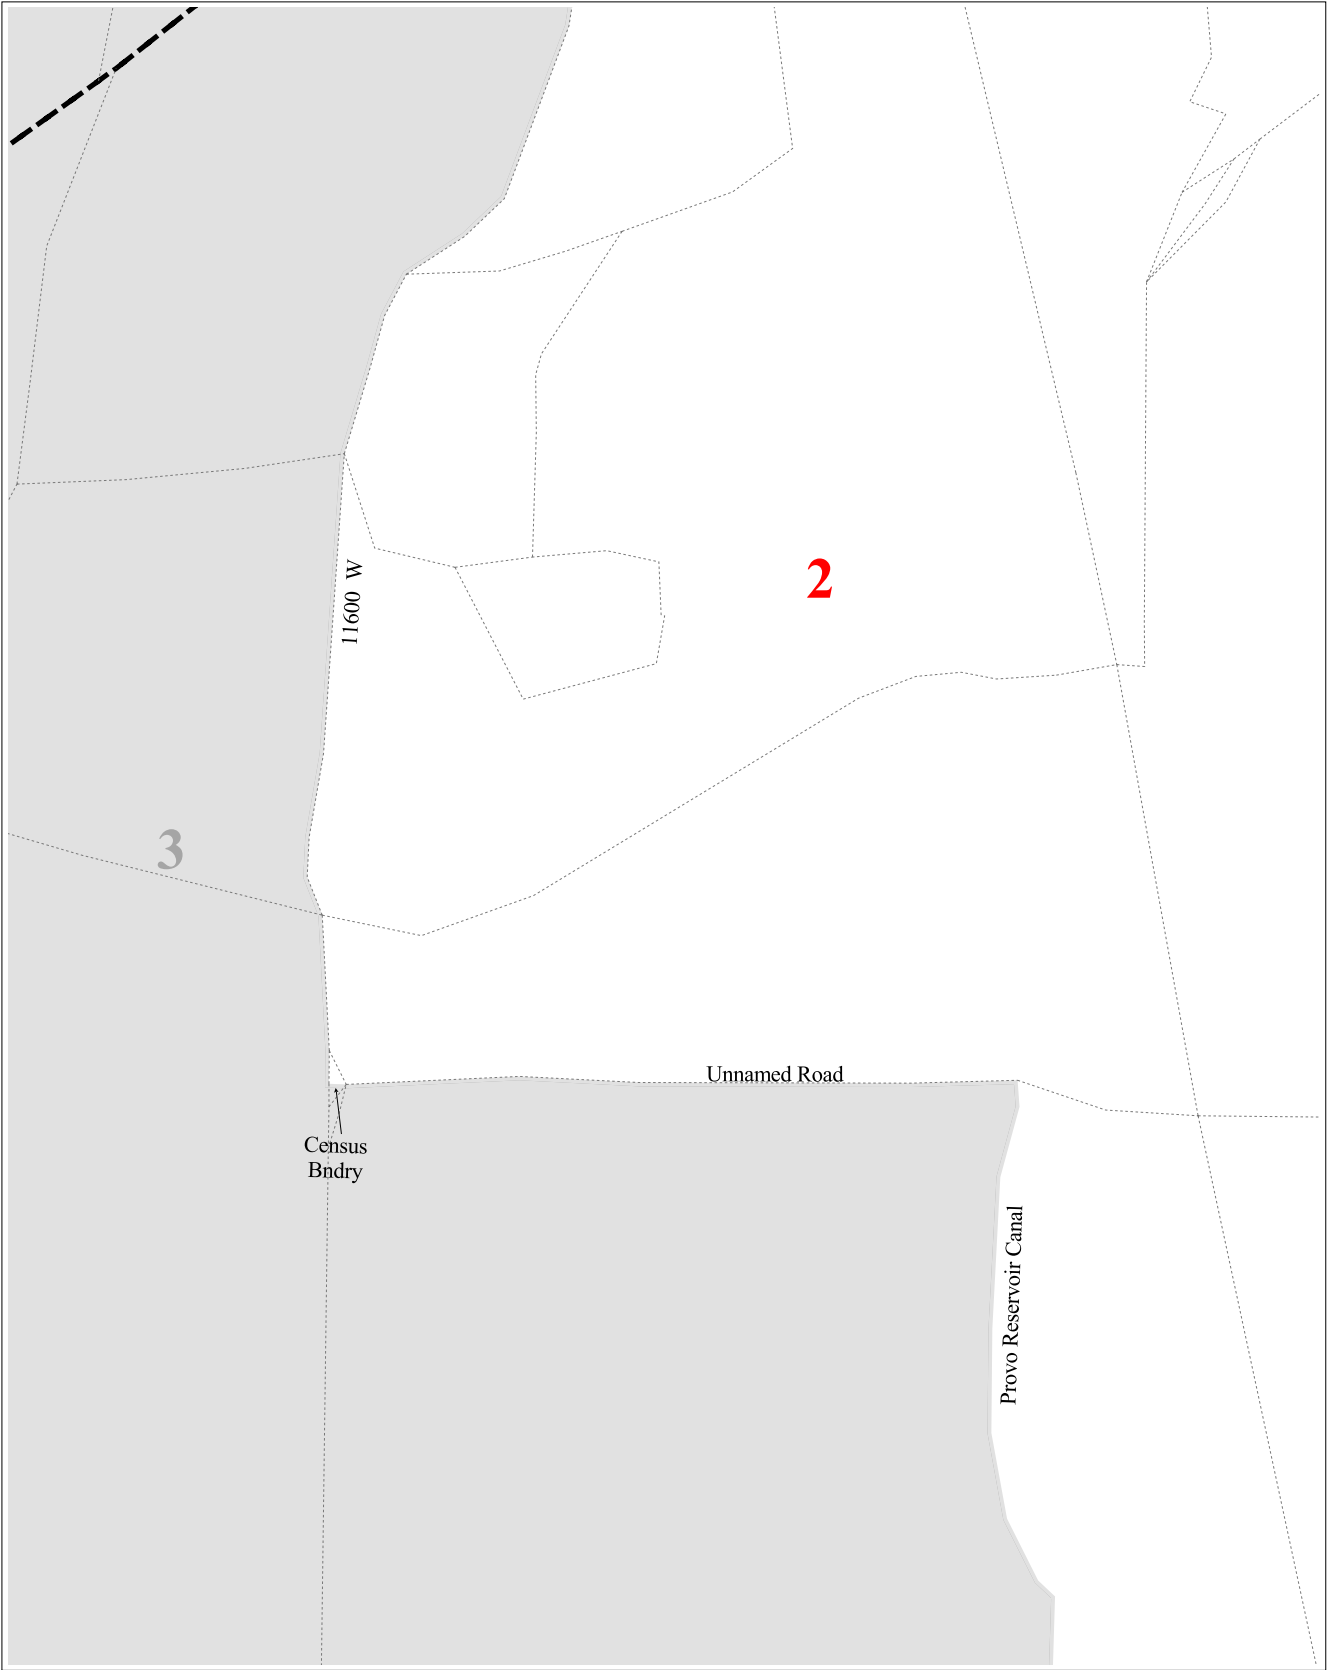 2
11600 W
3
Unnamed Road
Census
Bndry
Provo Reservoir Canal